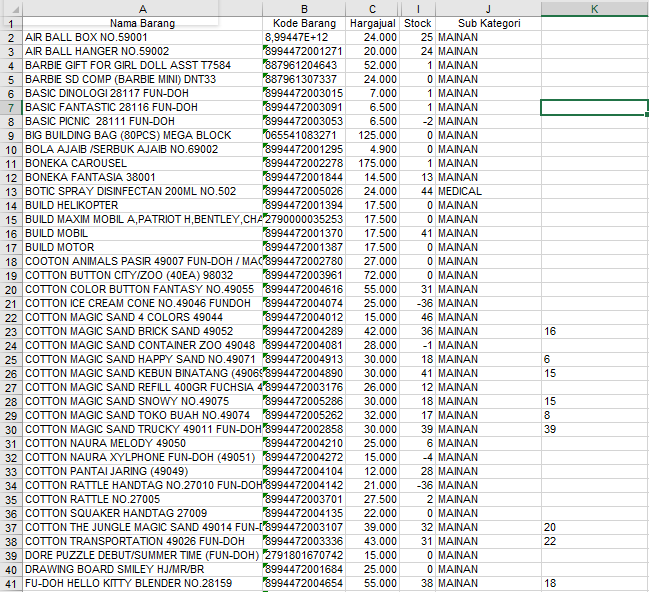 A B C I J K
1 Nama Barang Kode Barang Hargajual Stock Sub Kategori
2 AIR BALL BOX NO.59001 8,99447E+12 24.000 25 MAINAN
3 AIR BALL HANGER NO.59002 8994472001271 20.000 24 MAINAN
4 BARBIE GIFT FOR GIRL DOLL ASST T7584 887961204643 52.000 1 MAINAN
5 BARBIE SD COMP (BARBIE MINI) DNT33 887961307337 24.000 0 MAINAN
6 BASIC DINOLOGI 28117 FUN-DOH 8994472003015 7.000 1 MAINAN
7 BASIC FANTASTIC 28116 FUN-DOH 8994472003091 6.500 1 MAINAN
8 BASIC PICNIC 28111 FUN-DOH 8994472003053 6.500 -2 MAINAN
9 BIG BUILDING BAG (80PCS) MEGA BLOCK 065541083271 125.000 0 MAINAN
10 BOLA AJAIB /SERBUK AJAIB NO.69002 8994472001295 4.900 0 MAINAN
11 BONEKA CAROUSEL 8994472002278 175.000 1 MAINAN
12 BONEKA FANTASIA 38001 8994472001844 14.500 13 MAINAN
13 BOTIC SPRAY DISINFECTAN 200ML NO.502 8994472005026 24.000 44 MEDICAL
14 BUILD HELIKOPTER 8994472001394 17.500 0 MAINAN
15 BUILD MAXIM MOBIL A,PATRIOT H,BENTLEY,CHA 2790000035253 17.500 0 MAINAN
16 BUILD MOBIL 8994472001370 17.500 41 MAINAN
17 BUILD MOTOR 8994472001387 17.500 0 MAINAN
18 COOTON ANIMALS PASIR 49007 FUN-DOH / MAG 8994472002780 27.000 0 MAINAN
19 COTTON BUTTON CITY/ZOO (40EA) 98032 8994472003961 72.000 0 MAINAN
20 COTTON COLOR BUTTON FANTASY NO.49055 8994472004616 55.000 31 MAINAN
21 COTTON ICE CREAM CONE NO.49046 FUNDOH 8994472004074 25.000 -36 MAINAN
22 COTTON MAGIC SAND 4 COLORS 49044 8994472004012 15.000 46 MAINAN
23 COTTON MAGIC SAND BRICK SAND 49052 8994472004289 42.000 36 MAINAN 16
24 COTTON MAGIC SAND CONTAINER ZOO 49048 8994472004081 28.000 -1 MAINAN
25 COTTON MAGIC SAND HAPPY SAND NO.49071 8994472004913 30.000 18 MAINAN 6
26 COTTON MAGIC SAND KEBUN BINATANG (4906 8994472004890 30.000 41 MAINAN 15
27 COTTON MAGIC SAND REFILL 400GR FUCHSIA 4 8994472003176 26.000 12 MAINAN
28 COTTON MAGIC SAND SNOWY NO.49075 8994472005286 30.000 18 MAINAN 15
29 COTTON MAGIC SAND TOKO BUAH NO.49074 8994472005262 32.000 17 MAINAN 8
30 COTTON MAGIC SAND TRUCKY 49011 FUN-DOH 8994472002858 30.000 39 MAINAN 39
31 COTTON NAURA MELODY 49050 8994472004210 25.000 6 MAINAN
32 COTTON NAURA XYLPHONE FUN-DOH (49051) 8994472004272 15.000 -4 MAINAN
33 COTTON PANTAI JARING (49049) 8994472004104 12.000 28 MAINAN
34 COTTON RATTLE HANDTAG NO.27010 FUN-DOH 8994472004142 21.000 -36 MAINAN
35 COTTON RATTLE NO.27005 8994472003701 27.500 2 MAINAN
36 COTTON SQUAKER HANDTAG 27009 8994472004135 22.000 0 MAINAN
37 COTTON THE JUNGLE MAGIC SAND 49014 FUN-D 8994472003107 39.000 32 MAINAN 20
38 COTTON TRANSPORTATION 49026 FUN-DOH 8994472003336 43.000 31 MAINAN 22
39 DORE PUZZLE DEBUT/SUMMER TIME (FUN-DOH) 2791801670742 15.000 0 MAINAN
40 DRAWING BOARD SMILEY HJ/MR/BR 8994472001684 25.000 0 MAINAN
41 FU-DOH HELLO KITTY BLENDER NO.28159 8994472004654 55.000 38 MAINAN 18